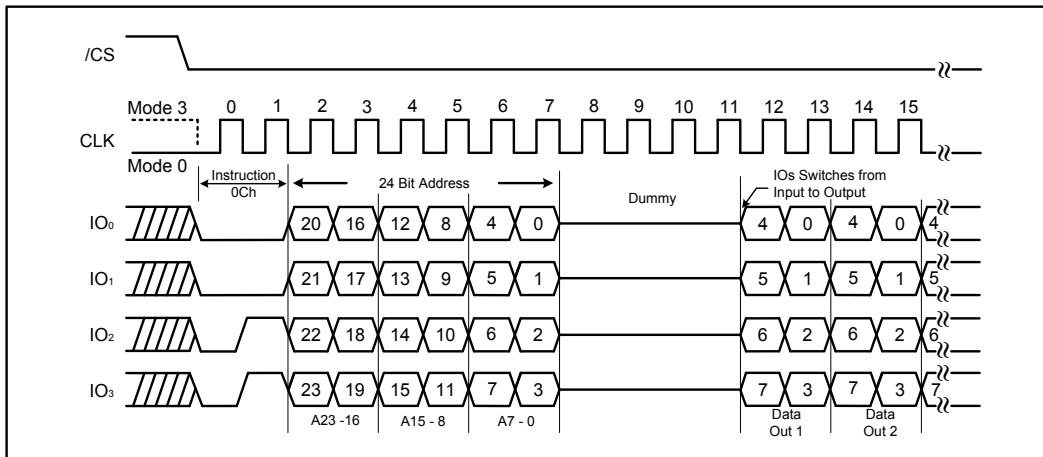 /CS
Mode 3 0 1 2 3 4 5 6 7 8 9 10 11 12 13 14 15
CLK
Mode 0
Instruction
0Ch
24 Bit Address
Dummy
IOs Switches from
Input to Output
IO0 20 16 12 8 4 0 4 0 4 0 4
IO1 21 17 13 9 5 1 5 1 5 1 5
IO2 22 18 14 10 6 2 6 2 6 2 6
IO3 23 19 15 11 7 3 7 3 7 3 7
A23 -16 A15 - 8 A7 - 0
Data
Out 1
Data
Out 2